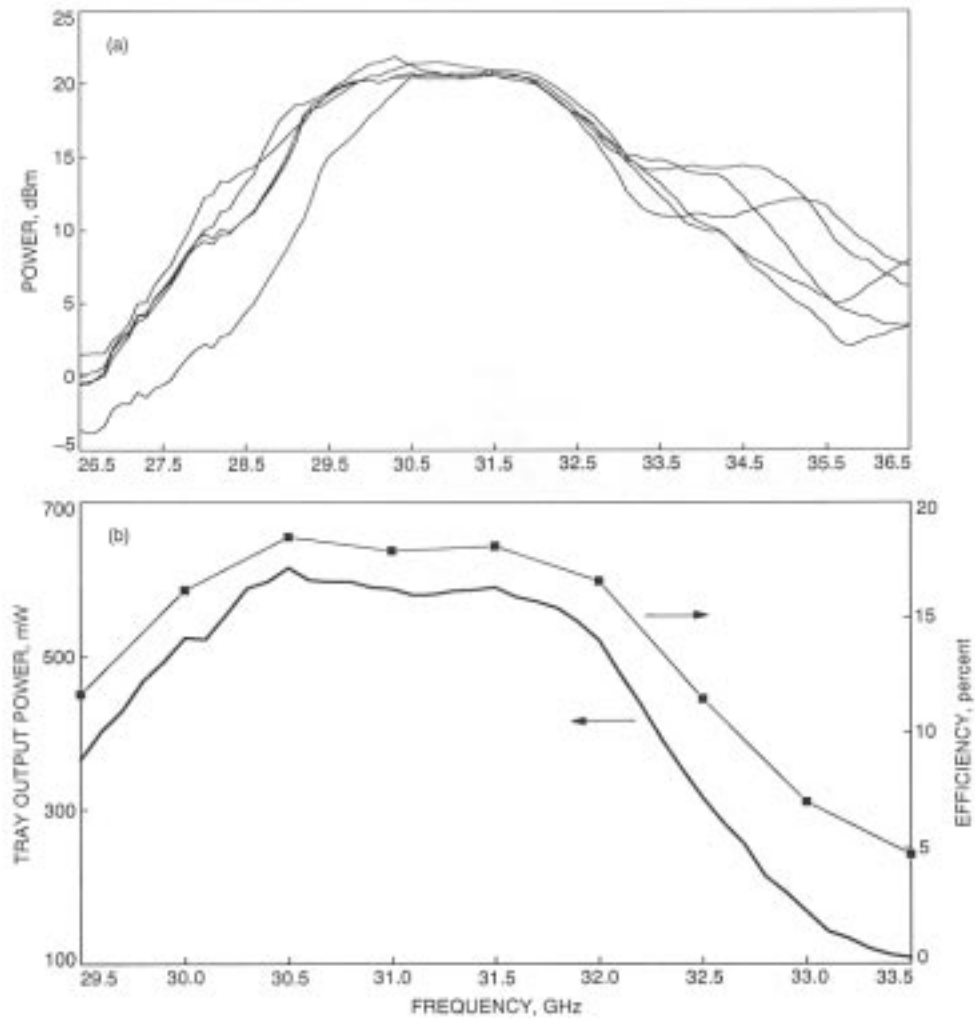 25
(a)
20
15
10
5
0
–5
POWER, dBm
26.5 27.5 28.5 29.5 30.5 31.5 32.5 33.5 34.5 35.5 36.5
700
(b)
500
300
100
TRAY OUTPUT POWER, mW
20
15
10
5
0
EFFICIENCY, percent
29.5 30.0 30.5 31.0 31.5 32.0 32.5 33.0 33.5
FREQUENCY, GHz